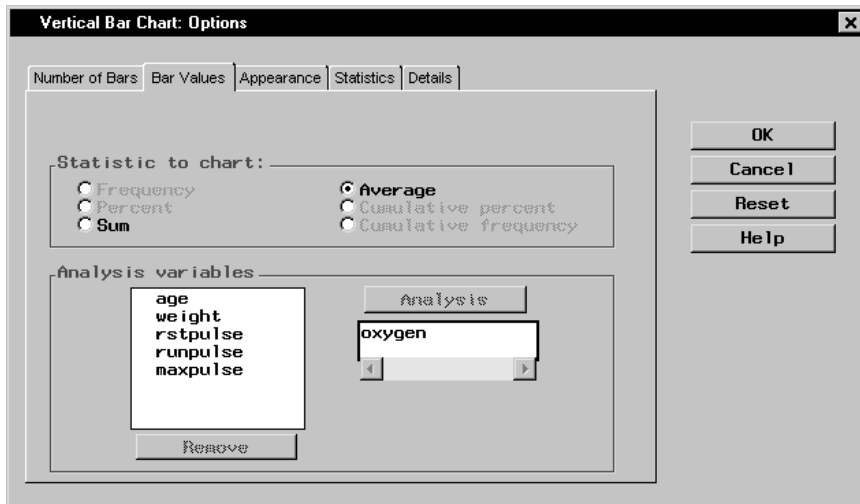 Vertical Bar Chart: Options
Number of Bars Bar Values Appearance Statistics Details
Statistic to chart:
Frequency Average
Percent Cumulative percent
Sum Cumulative frequency
OK
Cancel
Reset
Help
Analysis variables
age
weight
rstpulse
runpulse
maxpulse
Remove
Analysis
oxygen